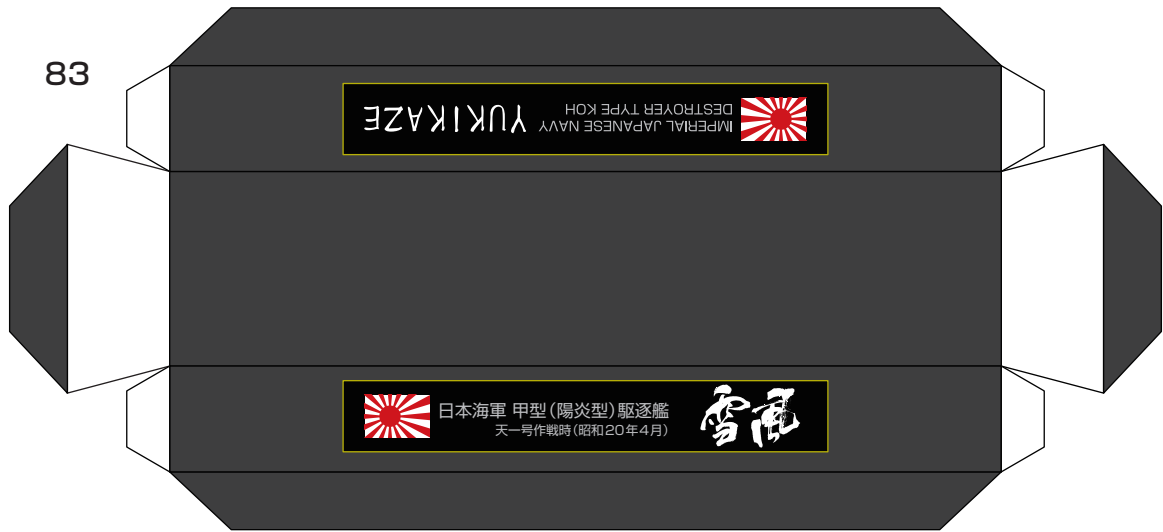 83
IMPERIAL JAPANESE NAVY
DESTROYER TYPE KOH
YUKIKAZE
日本海軍 甲型(陽炎型)駆逐艦
天一号作戦時(昭和20年4月)
雪風